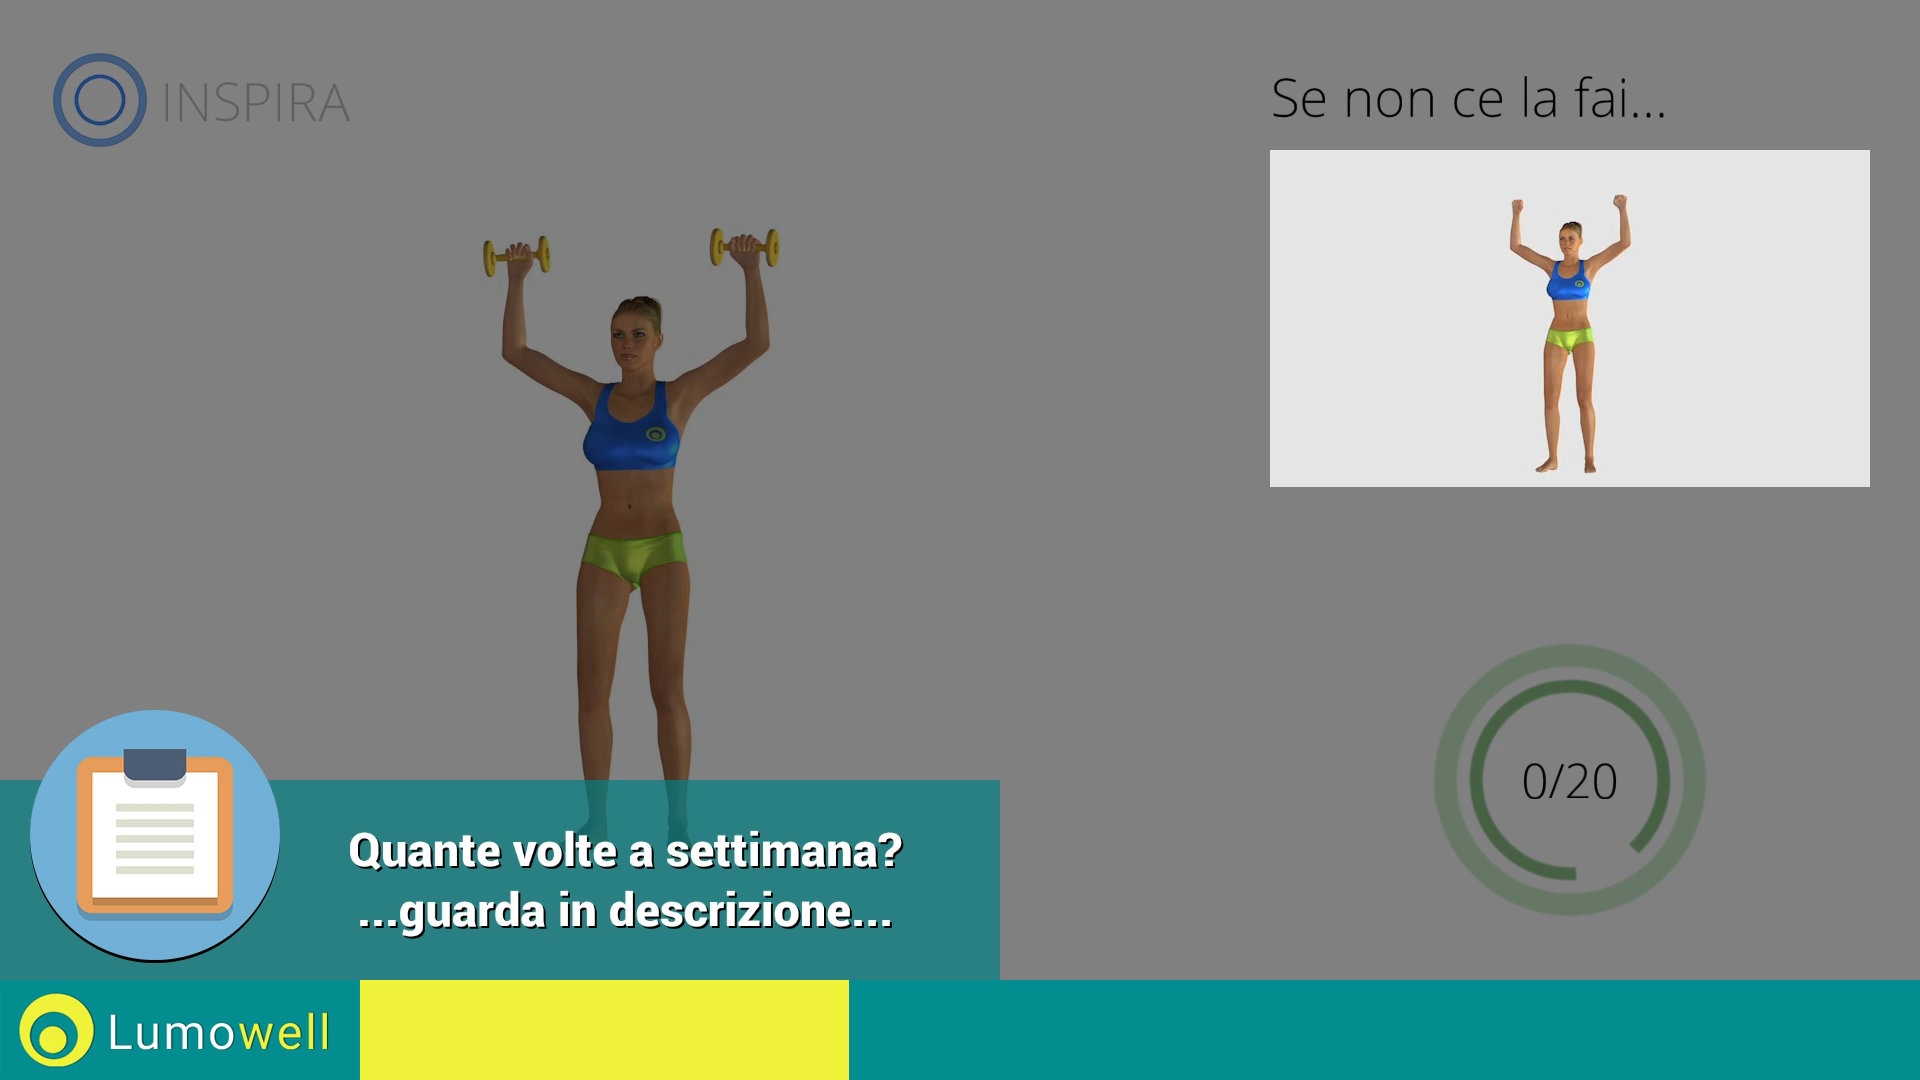 INSPIRA
Se non ce la fai...
0/20
Quante volte a settimana?
...guarda in descrizione...
Lumowell